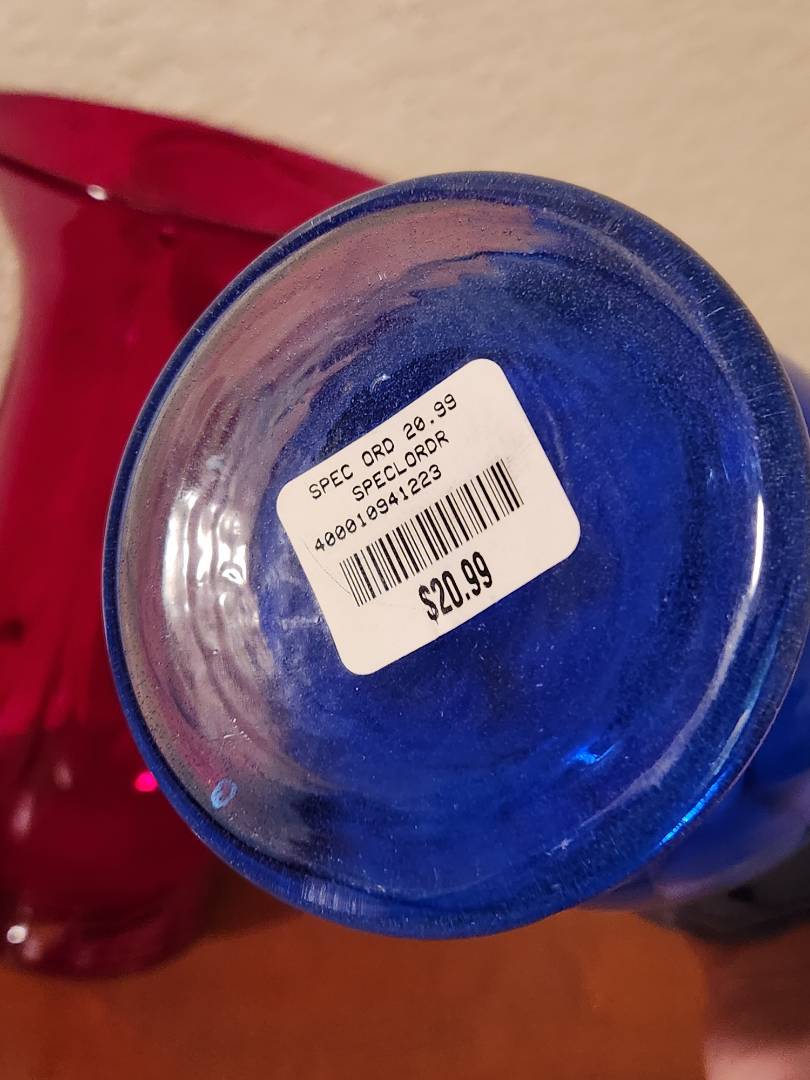 SPEC ORD 20.99
SPECLORDR
400010941223
$20.99